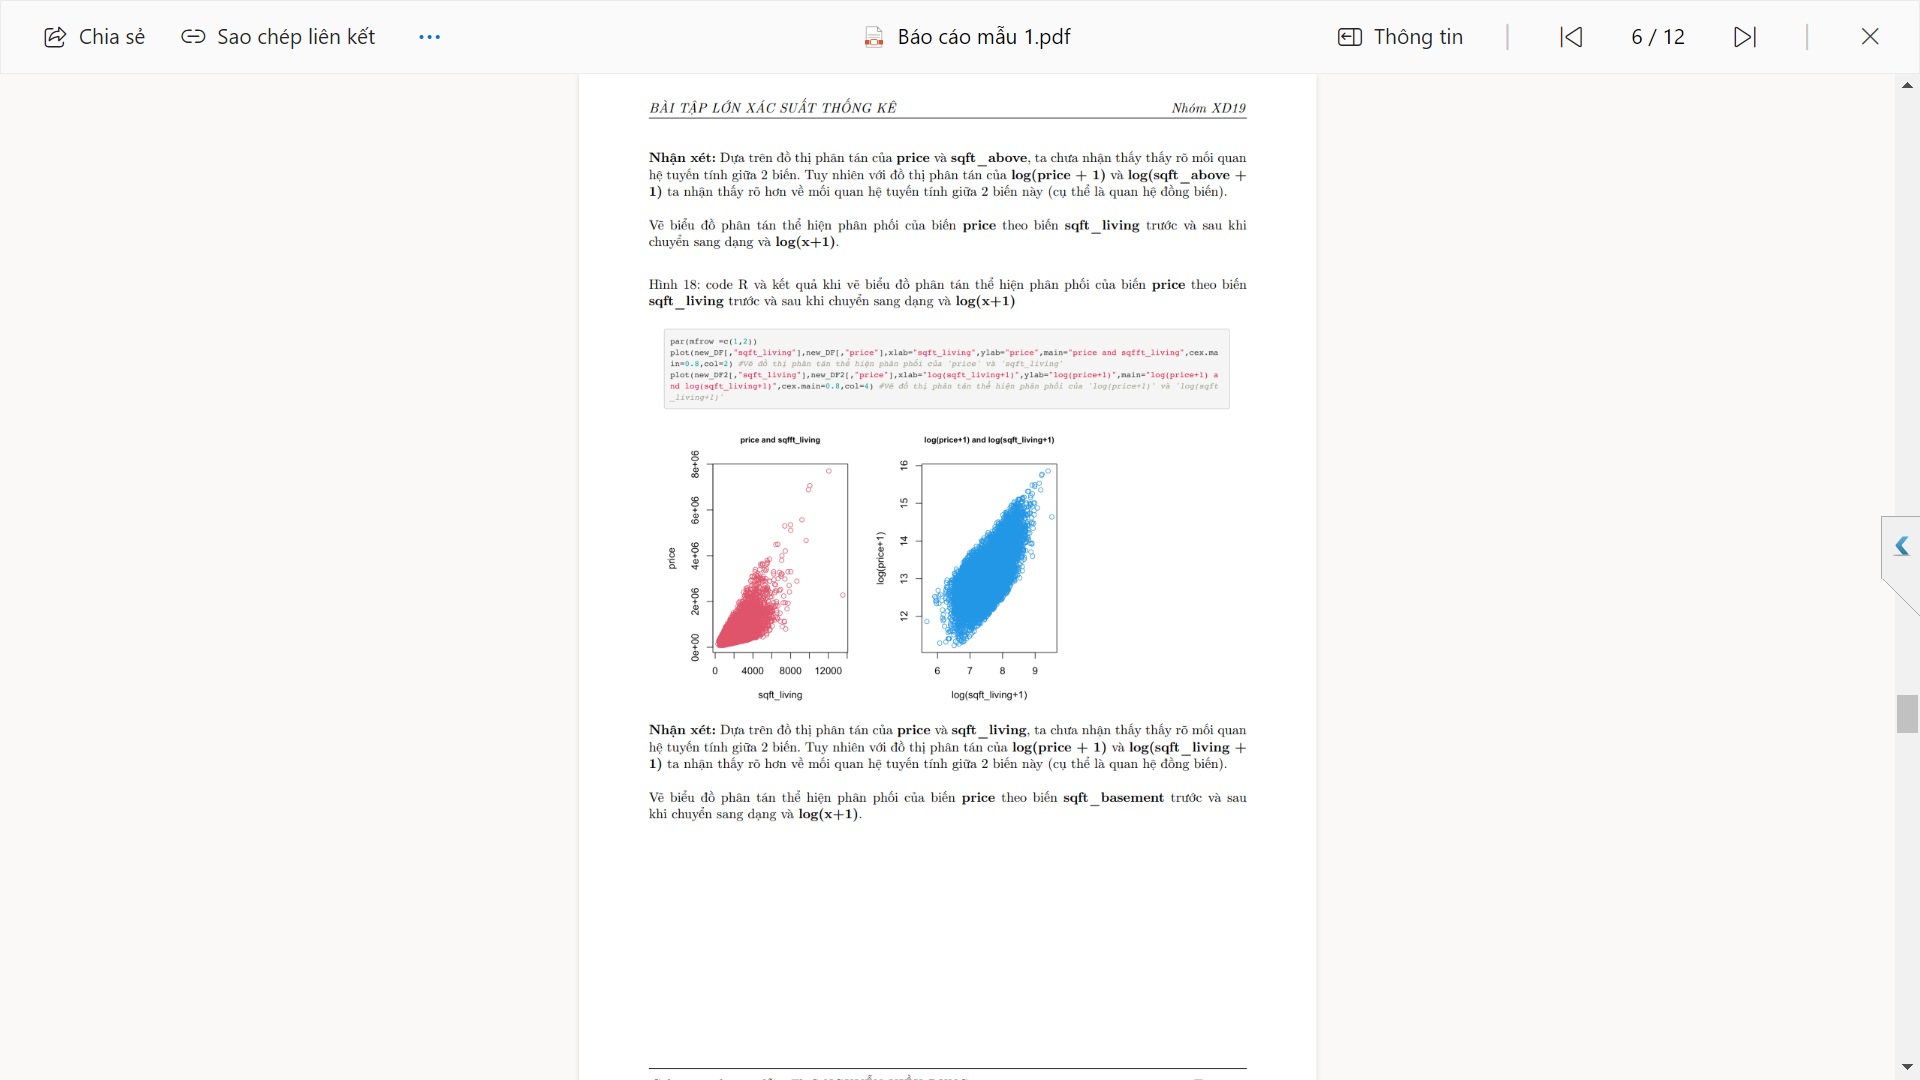 Chia sẻ Sao chép liên kết ... Báo cáo mẫu 1.pdf Thông tin 6 / 12
BÀI TẬP LỚN XÁC SUẤT THỐNG KÊ Nhóm XD19
Nhận xét: Dựa trên đồ thị phân tán của price và sqft_above, ta chưa nhận thấy thấy rõ mối quan
hệ tuyến tính giữa 2 biến. Tuy nhiên với đồ thị phân tán của log(price + 1) và log(sqft_above +
1) ta nhận thấy rõ hơn về mối quan hệ tuyến tính giữa 2 biến này (cụ thể là quan hệ đồng biến).
Vẽ biểu đồ phân tán thể hiện phân phối của biến price theo biến sqft_living trước và sau khi
chuyển sang dạng và log(x+1).
Hình 18: code R và kết quả khi vẽ biểu đồ phân tán thể hiện phân phối của biến price theo biến
sqft_living trước và sau khi chuyển sang dạng và log(x+1)
par(mfrow =c(1,2))
plot(new_DF[,"sqft_living"],new_DF[,"price"],xlab="sqft_living",ylab="price",main="price and sqfft_living",cex.ma
in=0.8,col=2) #Vẽ đồ thị phân tán thể hiện phân phối của 'price' và 'sqft_living'
plot(new_DF2[,"sqft_living"],new_DF2[,"price"],xlab="log(sqft_living+1)",ylab="log(price+1)",main="log(price+1) a
nd log(sqft_living+1)",cex.main=0.8,col=4) #Vẽ đồ thị phân tán thể hiện phân phối của 'log(price+1)' và 'log(sqft
_living+1)'
price and sqfft_living
price
8e+06
6e+06
4e+06
2e+06
0e+00
0 4000 8000 12000
sqft_living
log(price+1) and log(sqft_living+1)
log(price+1)
16
15
14
13
12
6 7 8 9
log(sqft_living+1)
Nhận xét: Dựa trên đồ thị phân tán của price và sqft_living, ta chưa nhận thấy thấy rõ mối quan
hệ tuyến tính giữa 2 biến. Tuy nhiên với đồ thị phân tán của log(price + 1) và log(sqft_living +
1) ta nhận thấy rõ hơn về mối quan hệ tuyến tính giữa 2 biến này (cụ thể là quan hệ đồng biến).
Vẽ biểu đồ phân tán thể hiện phân phối của biến price theo biến sqft_basement trước và sau
khi chuyển sang dạng và log(x+1).